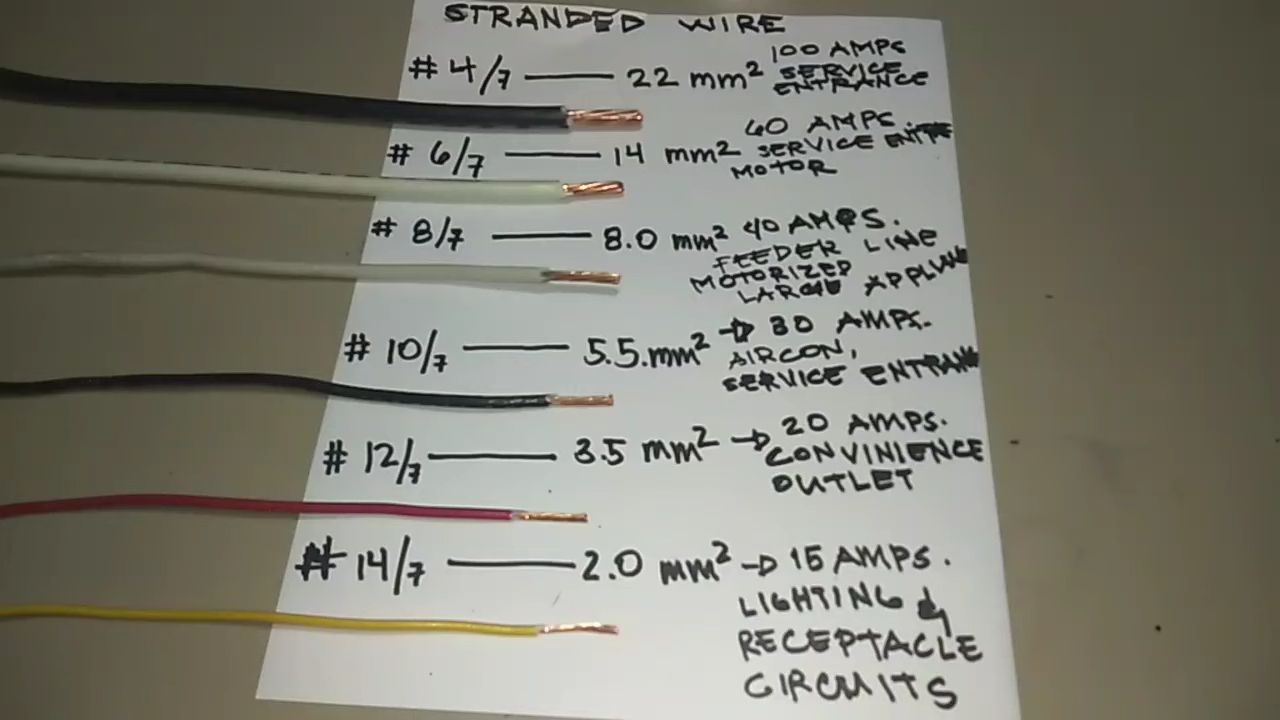 STRANDED WIRE
# 4/7 — 22 mm² 100 AMPS
SERVICE
ENTRANCE
# 6/7 — 14 mm² 60 AMPS.
SERVICE
MOTOR
# 8/7 — 8.0 mm² 40 AMPS.
FEEDER LINE
MOTORIZED
LARGE
# 10/7 — 5.5.mm² → 30 AMPS.
AIRCON,
SERVICE
# 12/7 — 3.5 mm² → 20 AMPS.
CONVINIENCE
OUTLET
# 14/7 — 2.0 mm² → 15 AMPS.
LIGHTING &
RECEPTACLE
CIRCUITS